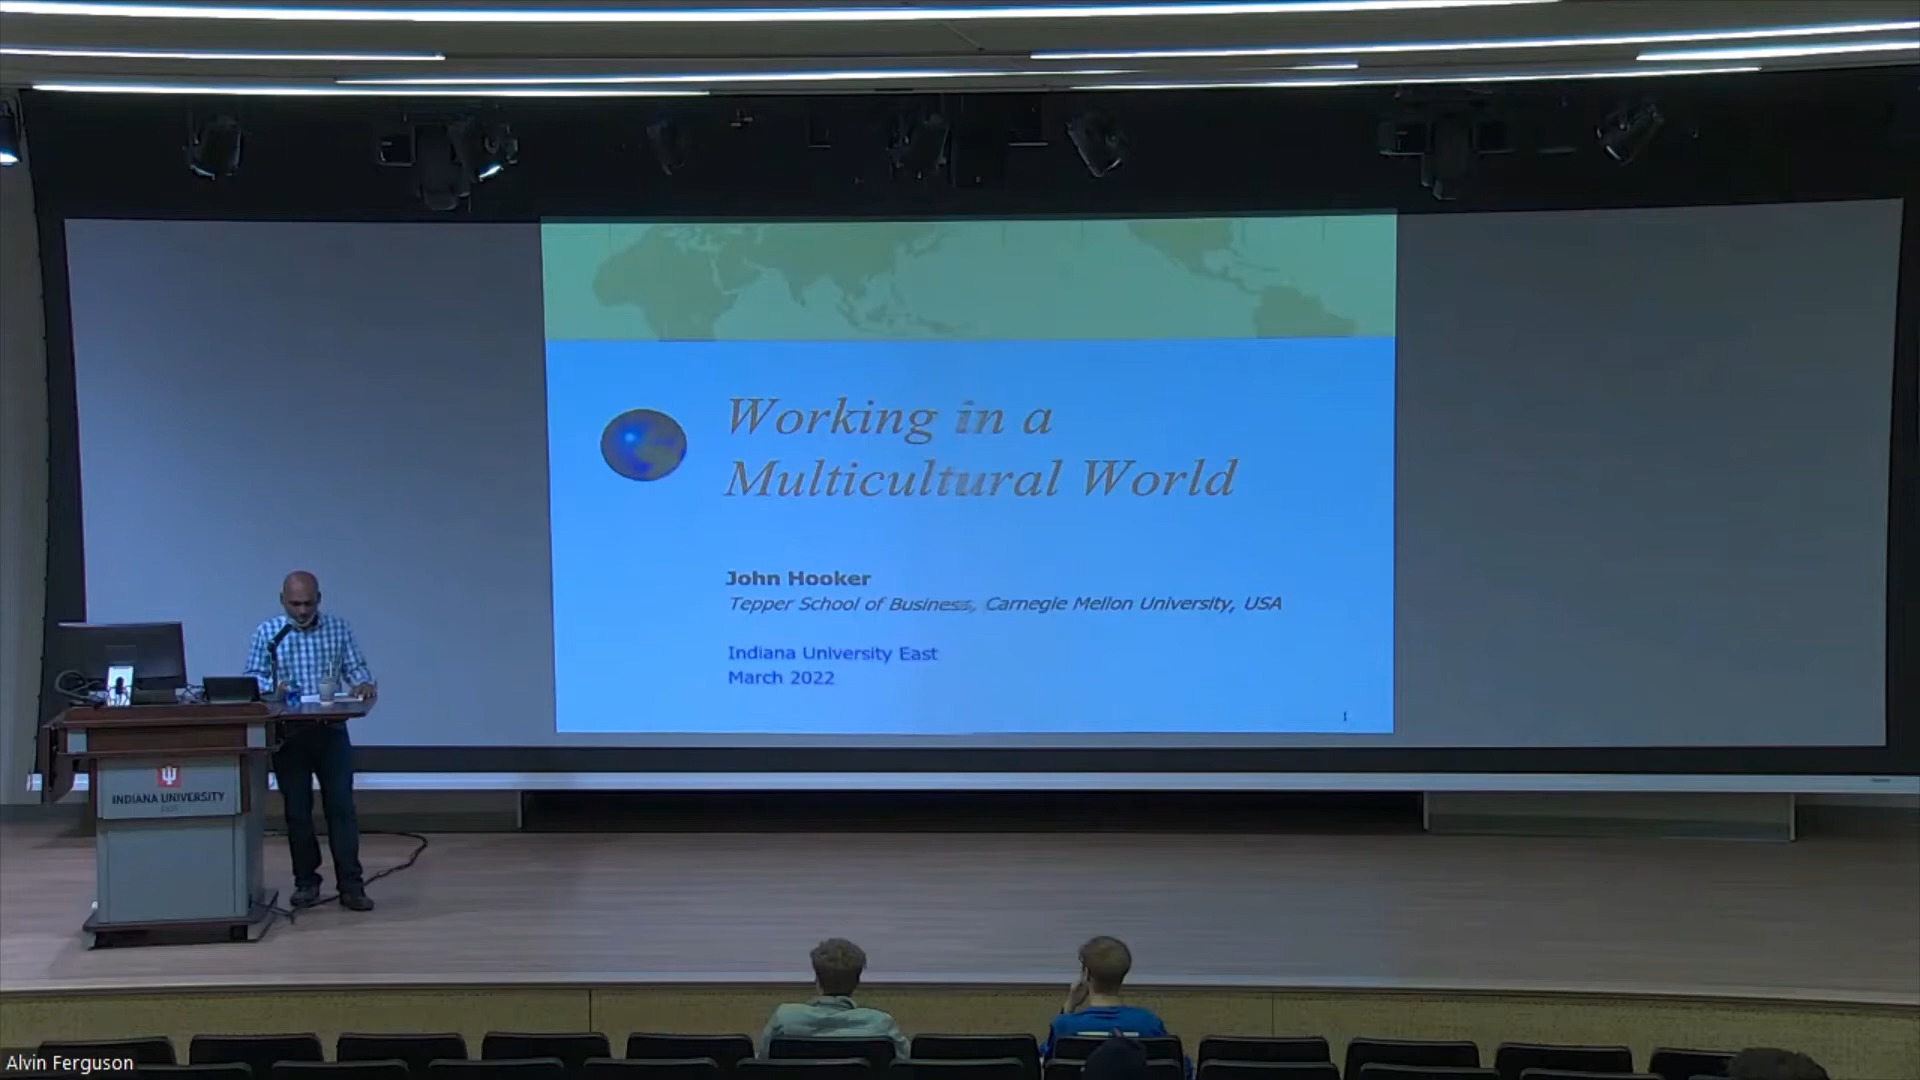 Working in a
Multicultural World
John Hooker
Tepper School of Business, Carnegie Mellon University, USA
Indiana University East
March 2022
1
INDIANA UNIVERSITY
EAST
Alvin Ferguson